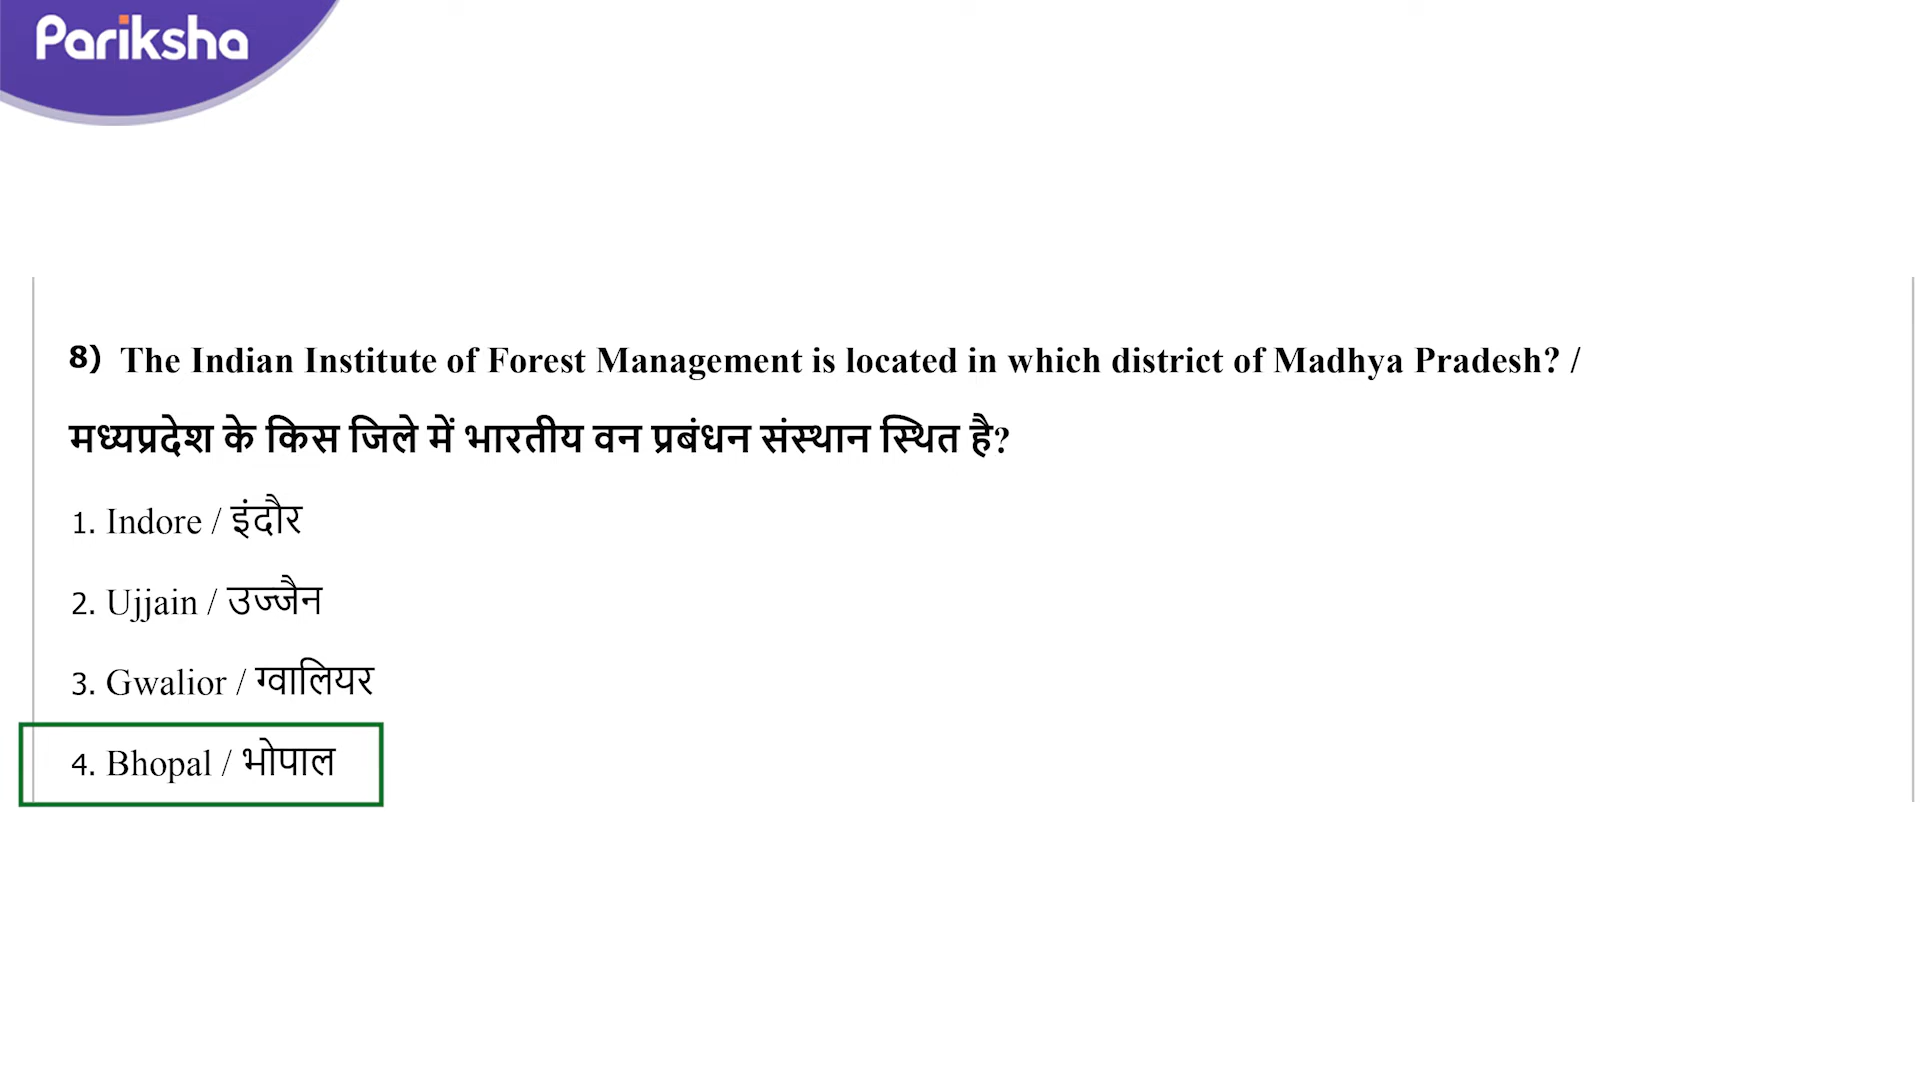 Pariksha
8) The Indian Institute of Forest Management is located in which district of Madhya Pradesh? /
मध्यप्रदेश के किस जिले में भारतीय वन प्रबंधन संस्थान स्थित है?
1. Indore / इंदौर
2. Ujjain / उज्जैन
3. Gwalior / ग्वालियर
4. Bhopal / भोपाल